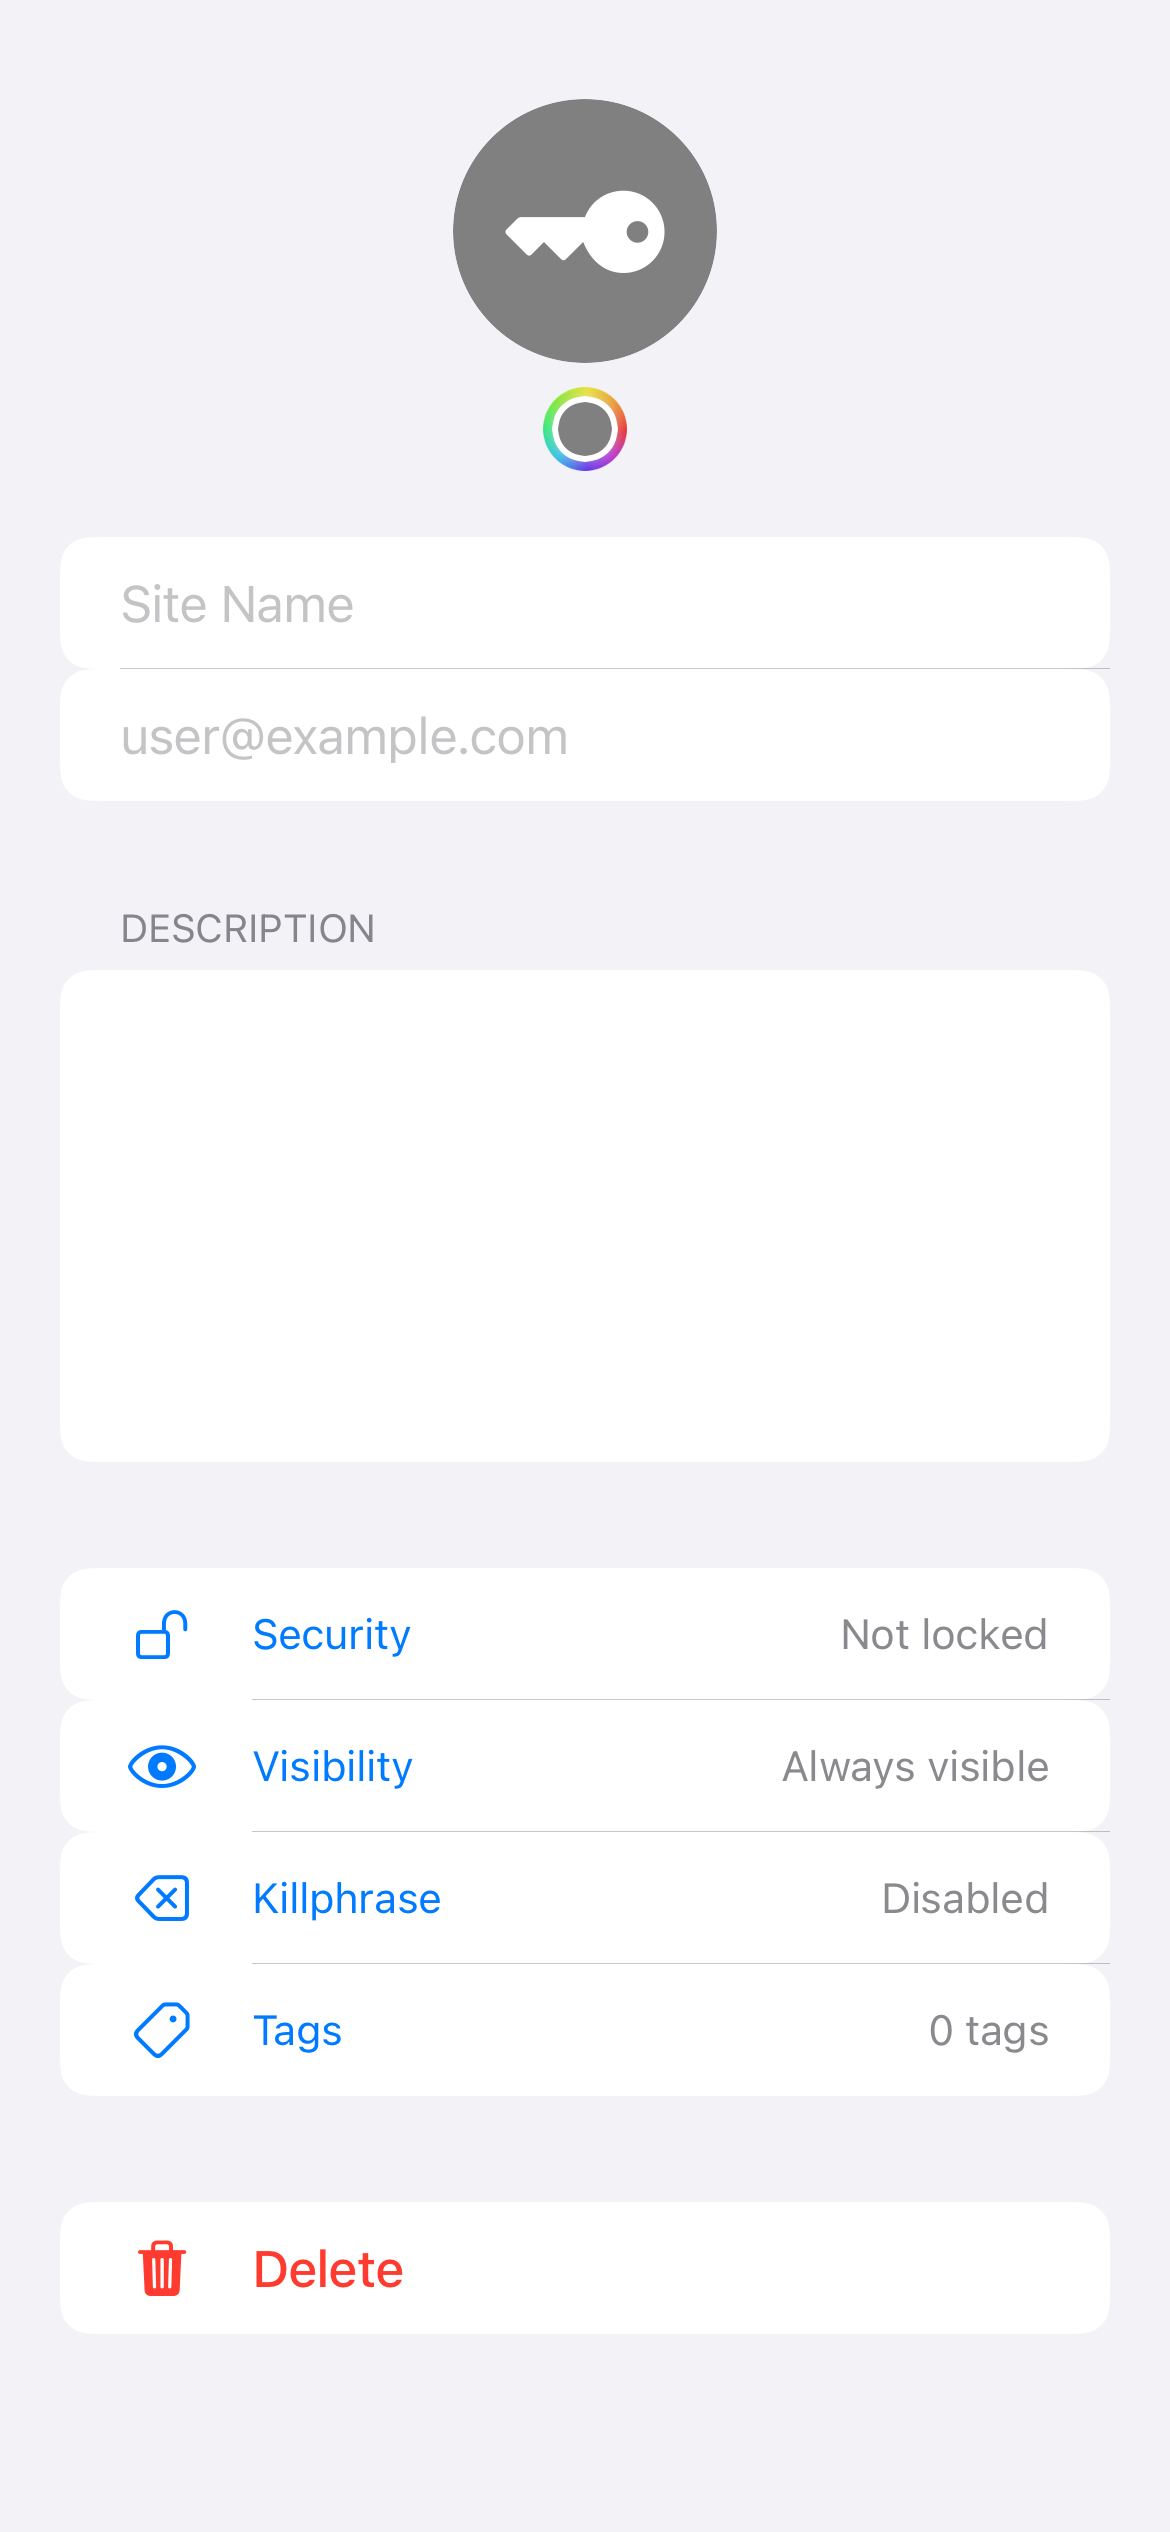 Site Name
user@example.com
DESCRIPTION
Security Not locked
Visibility Always visible
Killphrase Disabled
Tags 0 tags
Delete